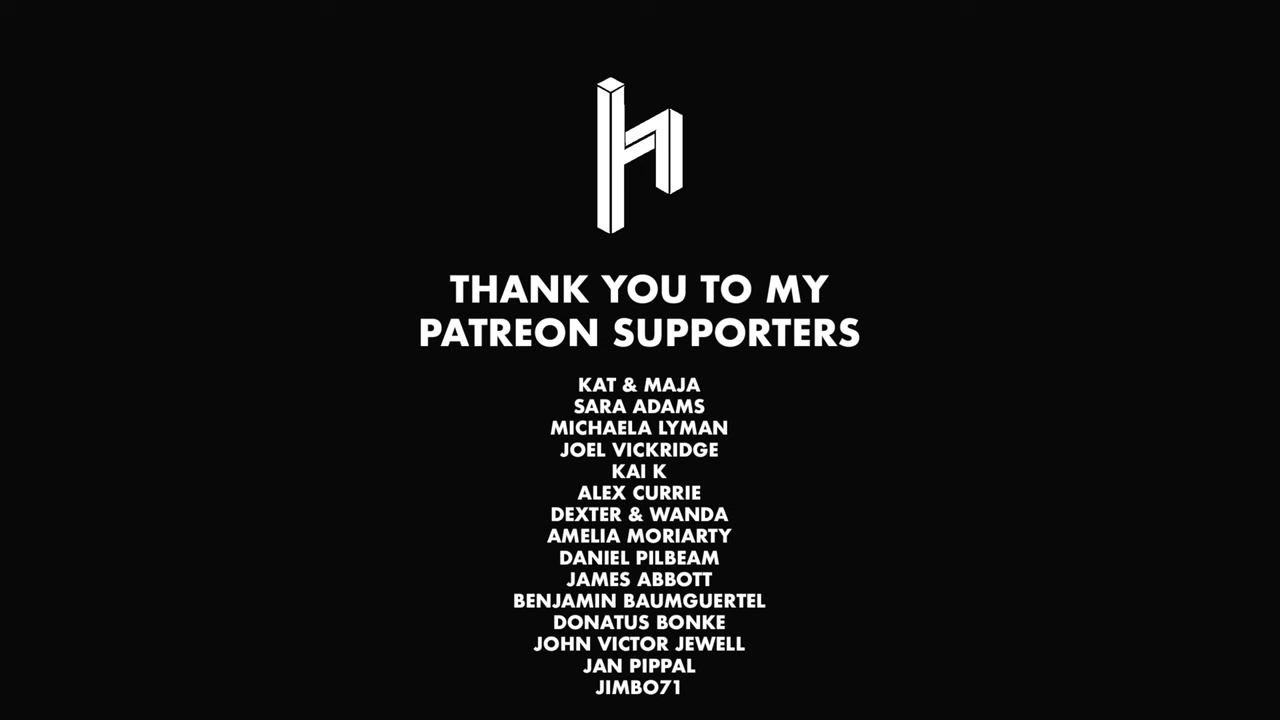 THANK YOU TO MY
PATREON SUPPORTERS
KAT & MAJA
SARA ADAMS
MICHAELA LYMAN
JOEL VICKRIDGE
KAI K
ALEX CURRIE
DEXTER & WANDA
AMELIA MORIARTY
DANIEL PILBEAM
JAMES ABBOTT
BENJAMIN BAUMGUERTEL
DONATUS BONKE
JOHN VICTOR JEWELL
JAN PIPPAL
JIMBO71